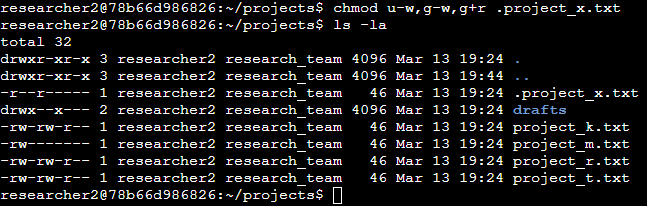 researcher2@78b66d986826:~/projects$ chmod u-w,g-w,g+r .project_x.txt
researcher2@78b66d986826:~/projects$ ls -la
total 32
drwxr-xr-x 3 researcher2 research_team 4096 Mar 13 19:24 .
drwxr-xr-x 3 researcher2 research_team 4096 Mar 13 19:44 ..
-r--r----- 1 researcher2 research_team   46 Mar 13 19:24 .project_x.txt
drwx--x--- 2 researcher2 research_team 4096 Mar 13 19:24 drafts
-rw-rw-r-- 1 researcher2 research_team   46 Mar 13 19:24 project_k.txt
-rw------- 1 researcher2 research_team   46 Mar 13 19:24 project_m.txt
-rw-rw-r-- 1 researcher2 research_team   46 Mar 13 19:24 project_r.txt
-rw-rw-r-- 1 researcher2 research_team   46 Mar 13 19:24 project_t.txt
researcher2@78b66d986826:~/projects$